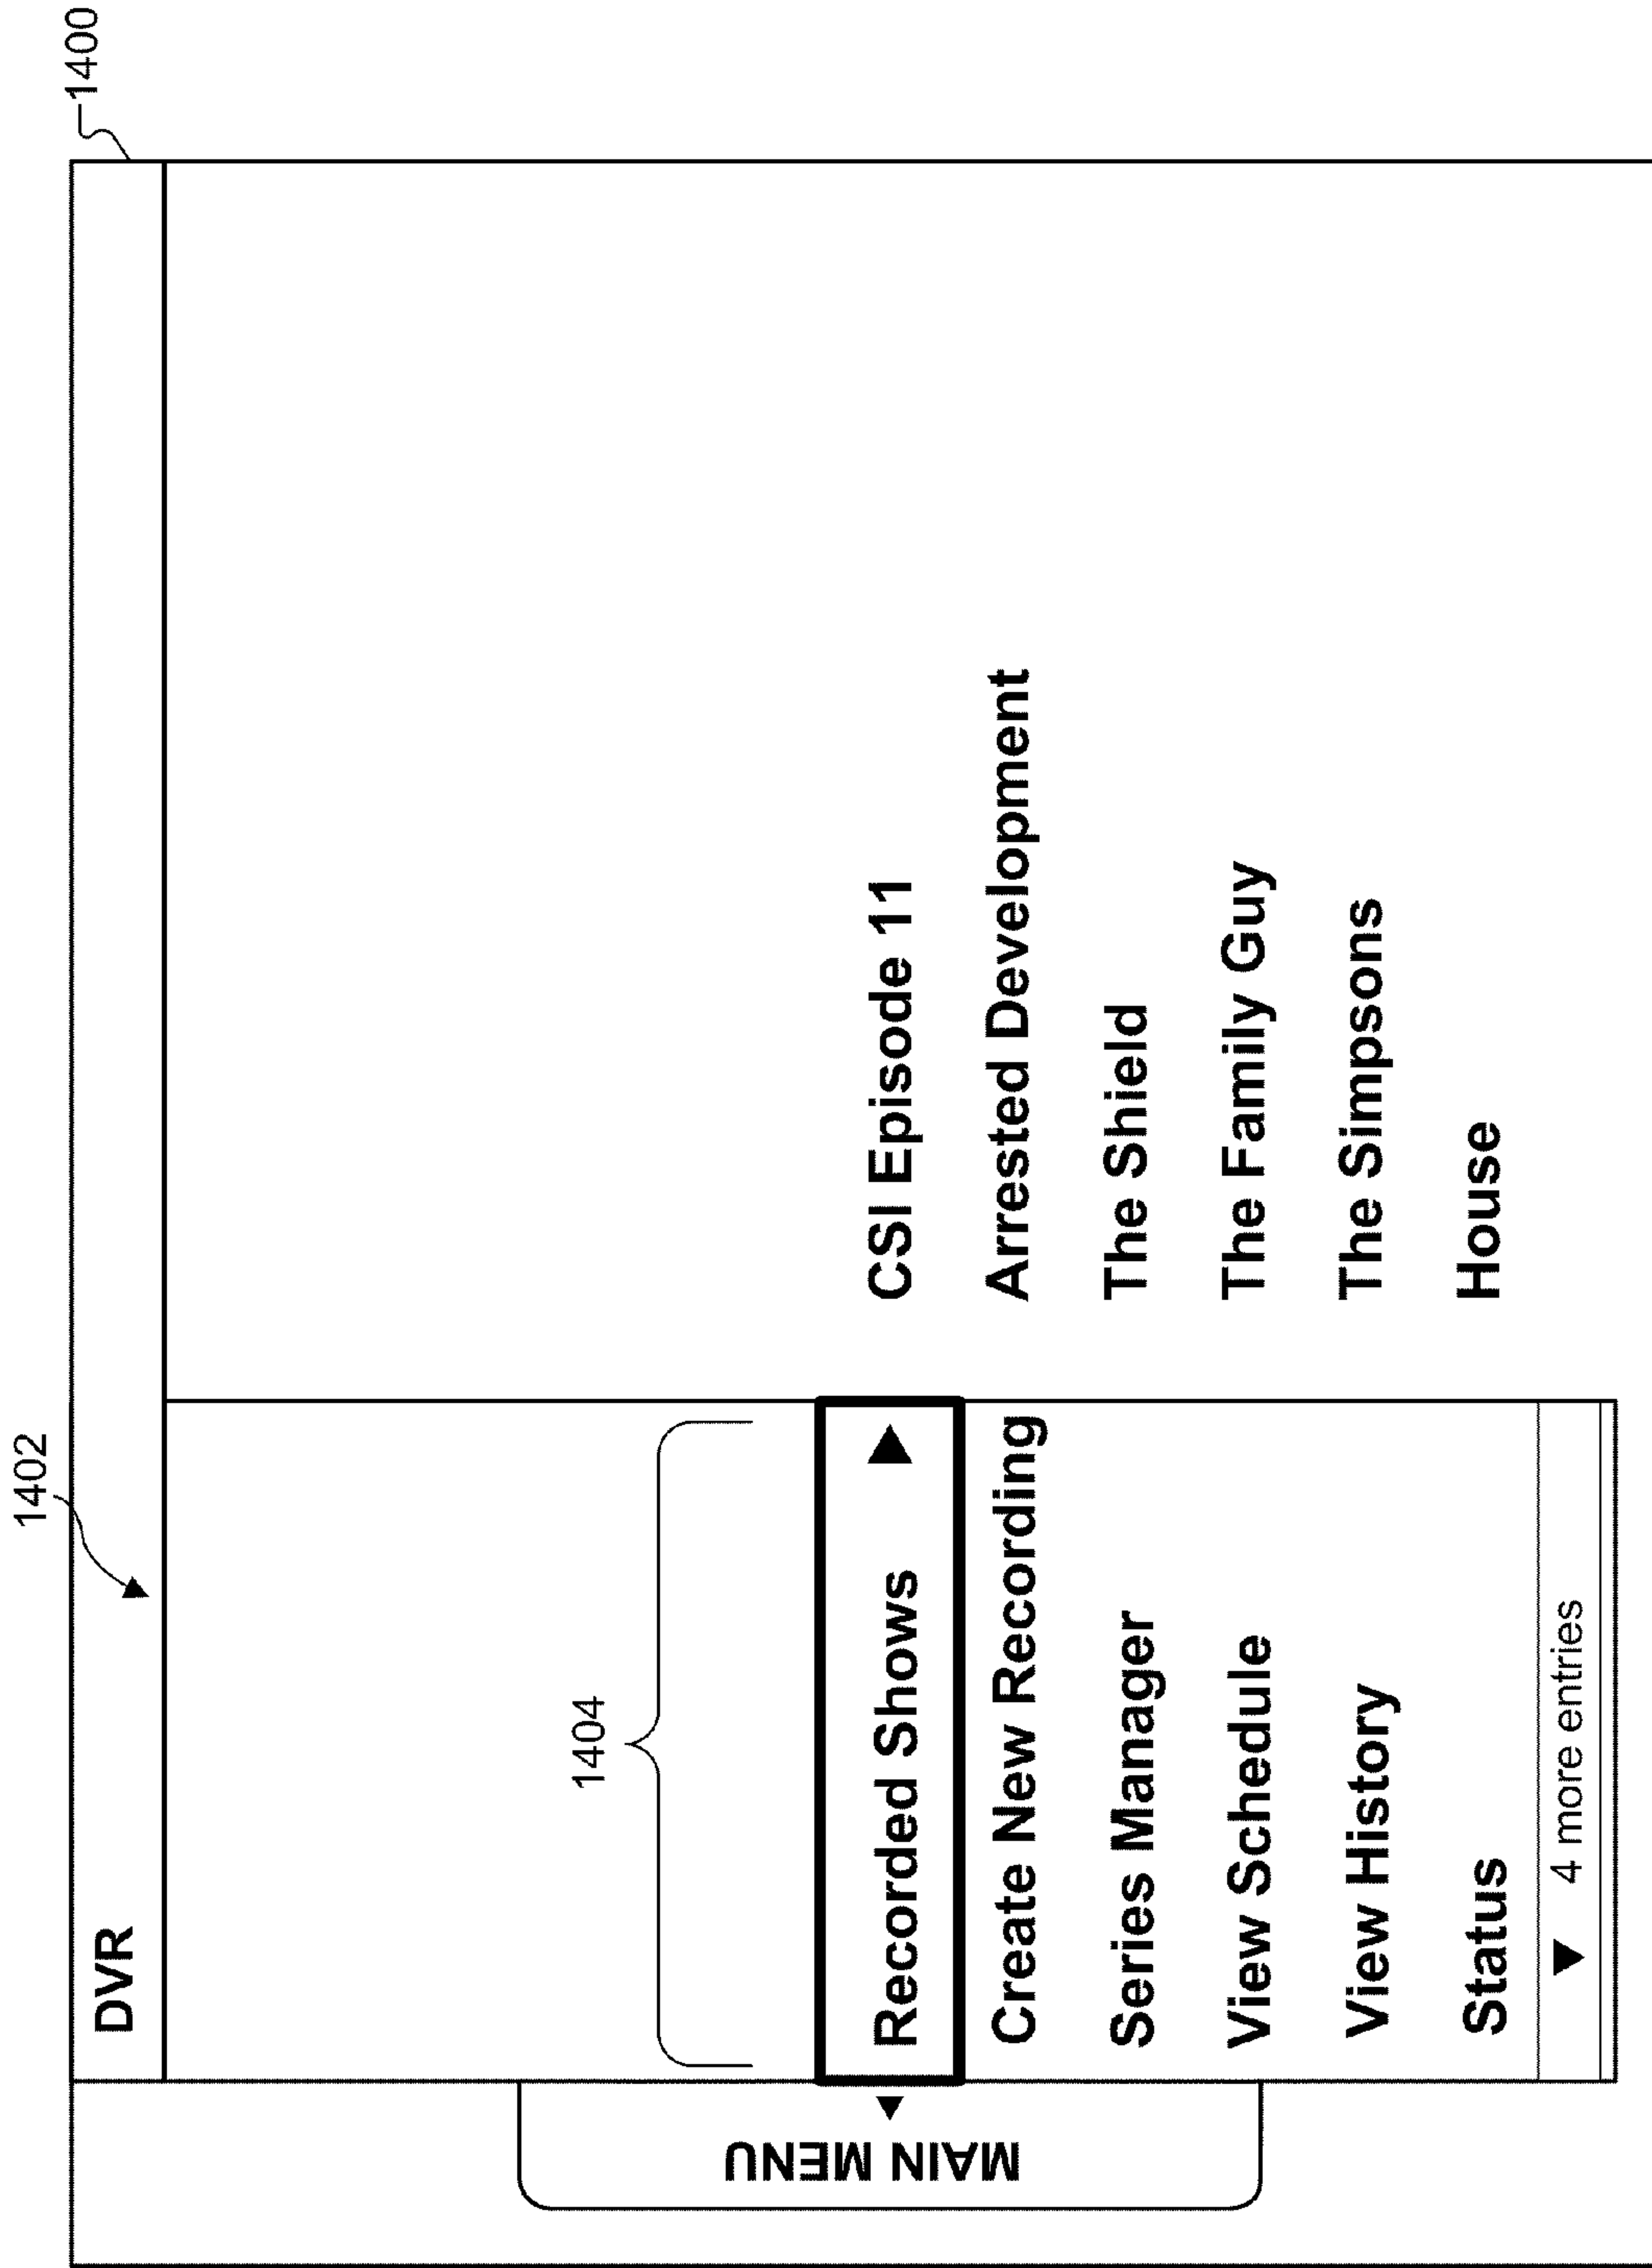 1400
1402
DVR
1404
MAIN MENU
Recorded Shows
Create New Recording
Series Manager
View Schedule
View History
Status
4 more entries
CSI Episode 11
Arrested Development
The Shield
The Family Guy
The Simpsons
House